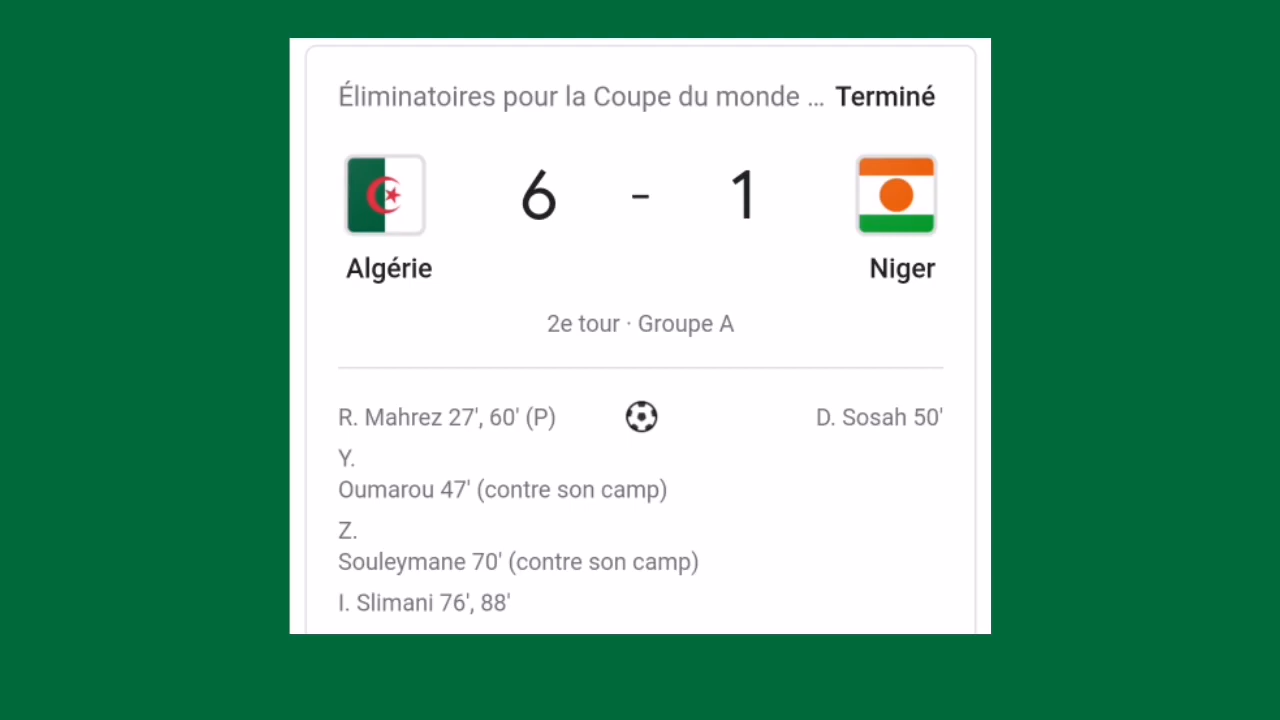 Éliminatoires pour la Coupe du monde ... Terminé
6 - 1
Algérie Niger
2e tour · Groupe A
R. Mahrez 27', 60' (P) D. Sosah 50'
Y.
Oumarou 47' (contre son camp)
Z.
Souleymane 70' (contre son camp)
I. Slimani 76', 88'